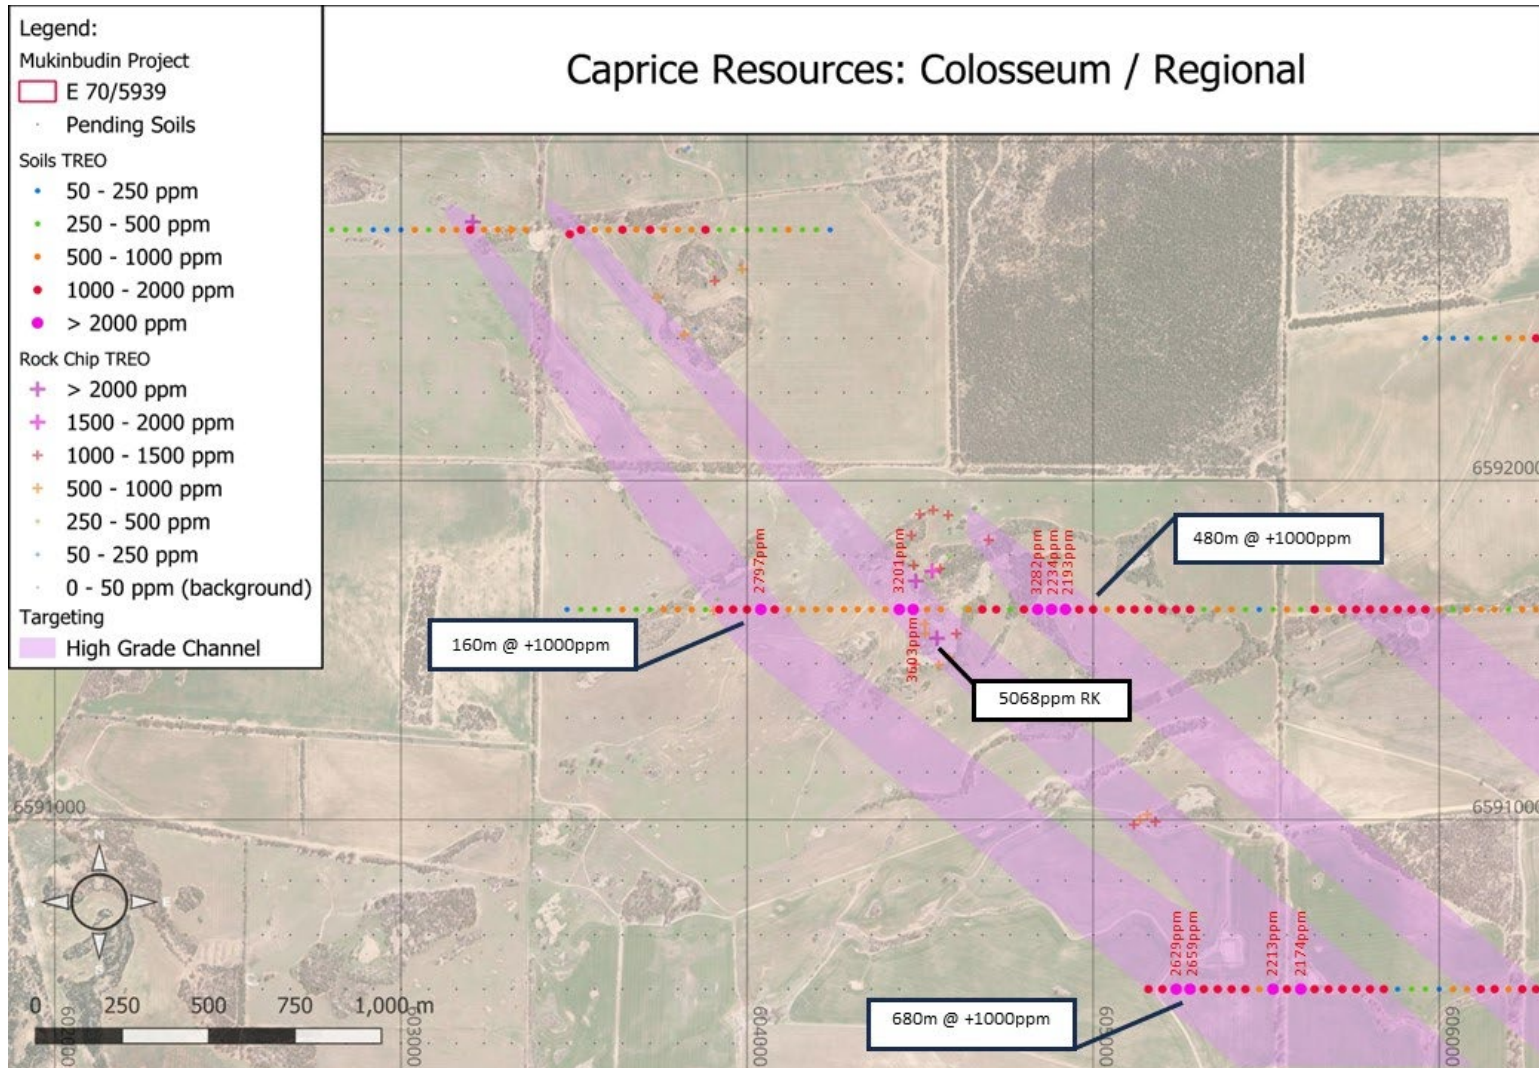 Legend:
Mukinbudin Project
E 70/5939
Pending Soils
Soils TREO
50 - 250 ppm
250 - 500 ppm
500 - 1000 ppm
1000 - 2000 ppm
> 2000 ppm
Rock Chip TREO
> 2000 ppm
1500 - 2000 ppm
1000 - 1500 ppm
500 - 1000 ppm
250 - 500 ppm
50 - 250 ppm
0 - 50 ppm (background)
Targeting
High Grade Channel
Caprice Resources: Colosseum / Regional
6592000
480m @ +1000ppm
2797ppm
3201ppm
3282ppm
2234ppm
2193ppm
160m @ +1000ppm
3603ppm
5068ppm RK
6591000
6591000
N
W
E
S
2629ppm
2659ppm
2213ppm
2174ppm
680m @ +1000ppm
0 250 500 750 1,000 m
602000
603000
604000
605000
606000